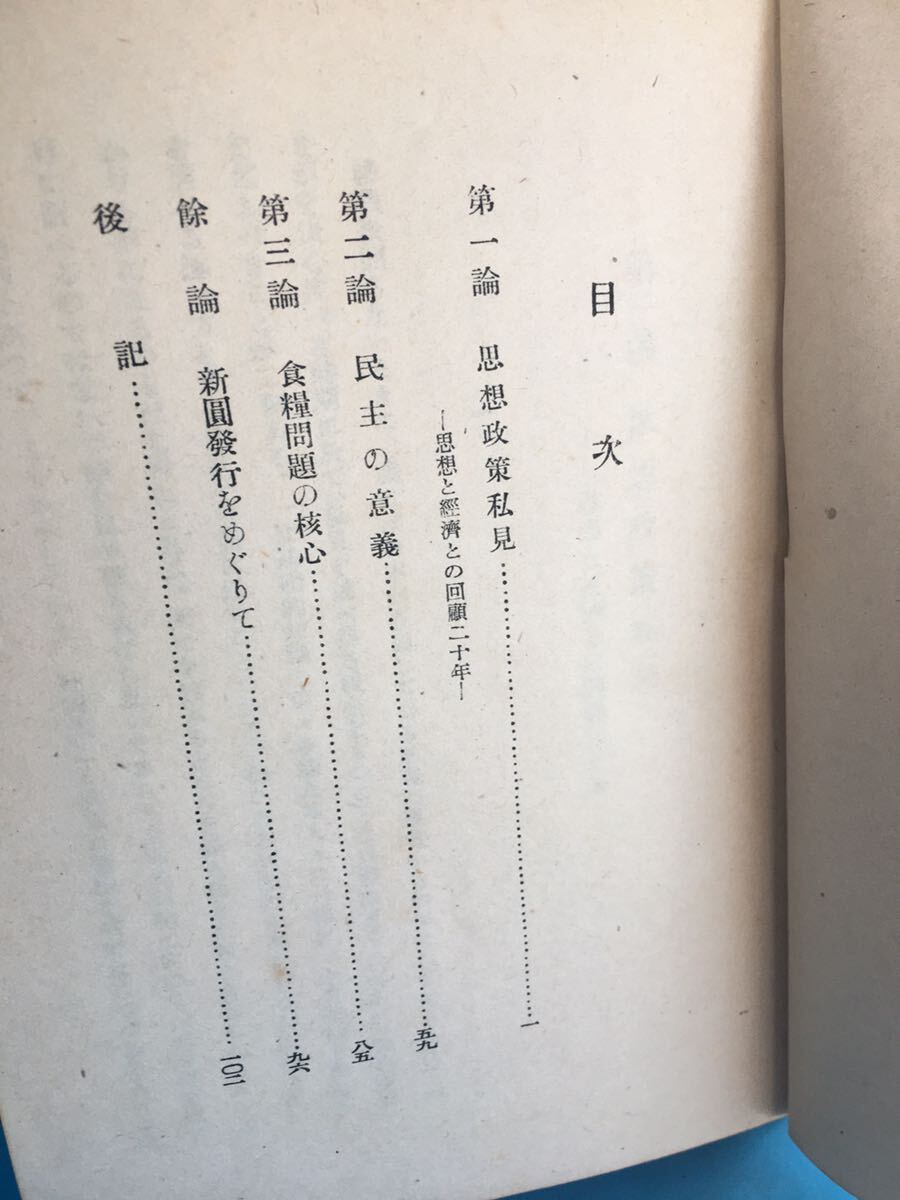 目次
第一論 思想政策私見……一
―思想と經濟との回顧二十年―
第二論 民主の意義……五九
第三論 食糧問題の核心……八五
餘論 新圓發行をめぐりて……九六
後記……一〇二